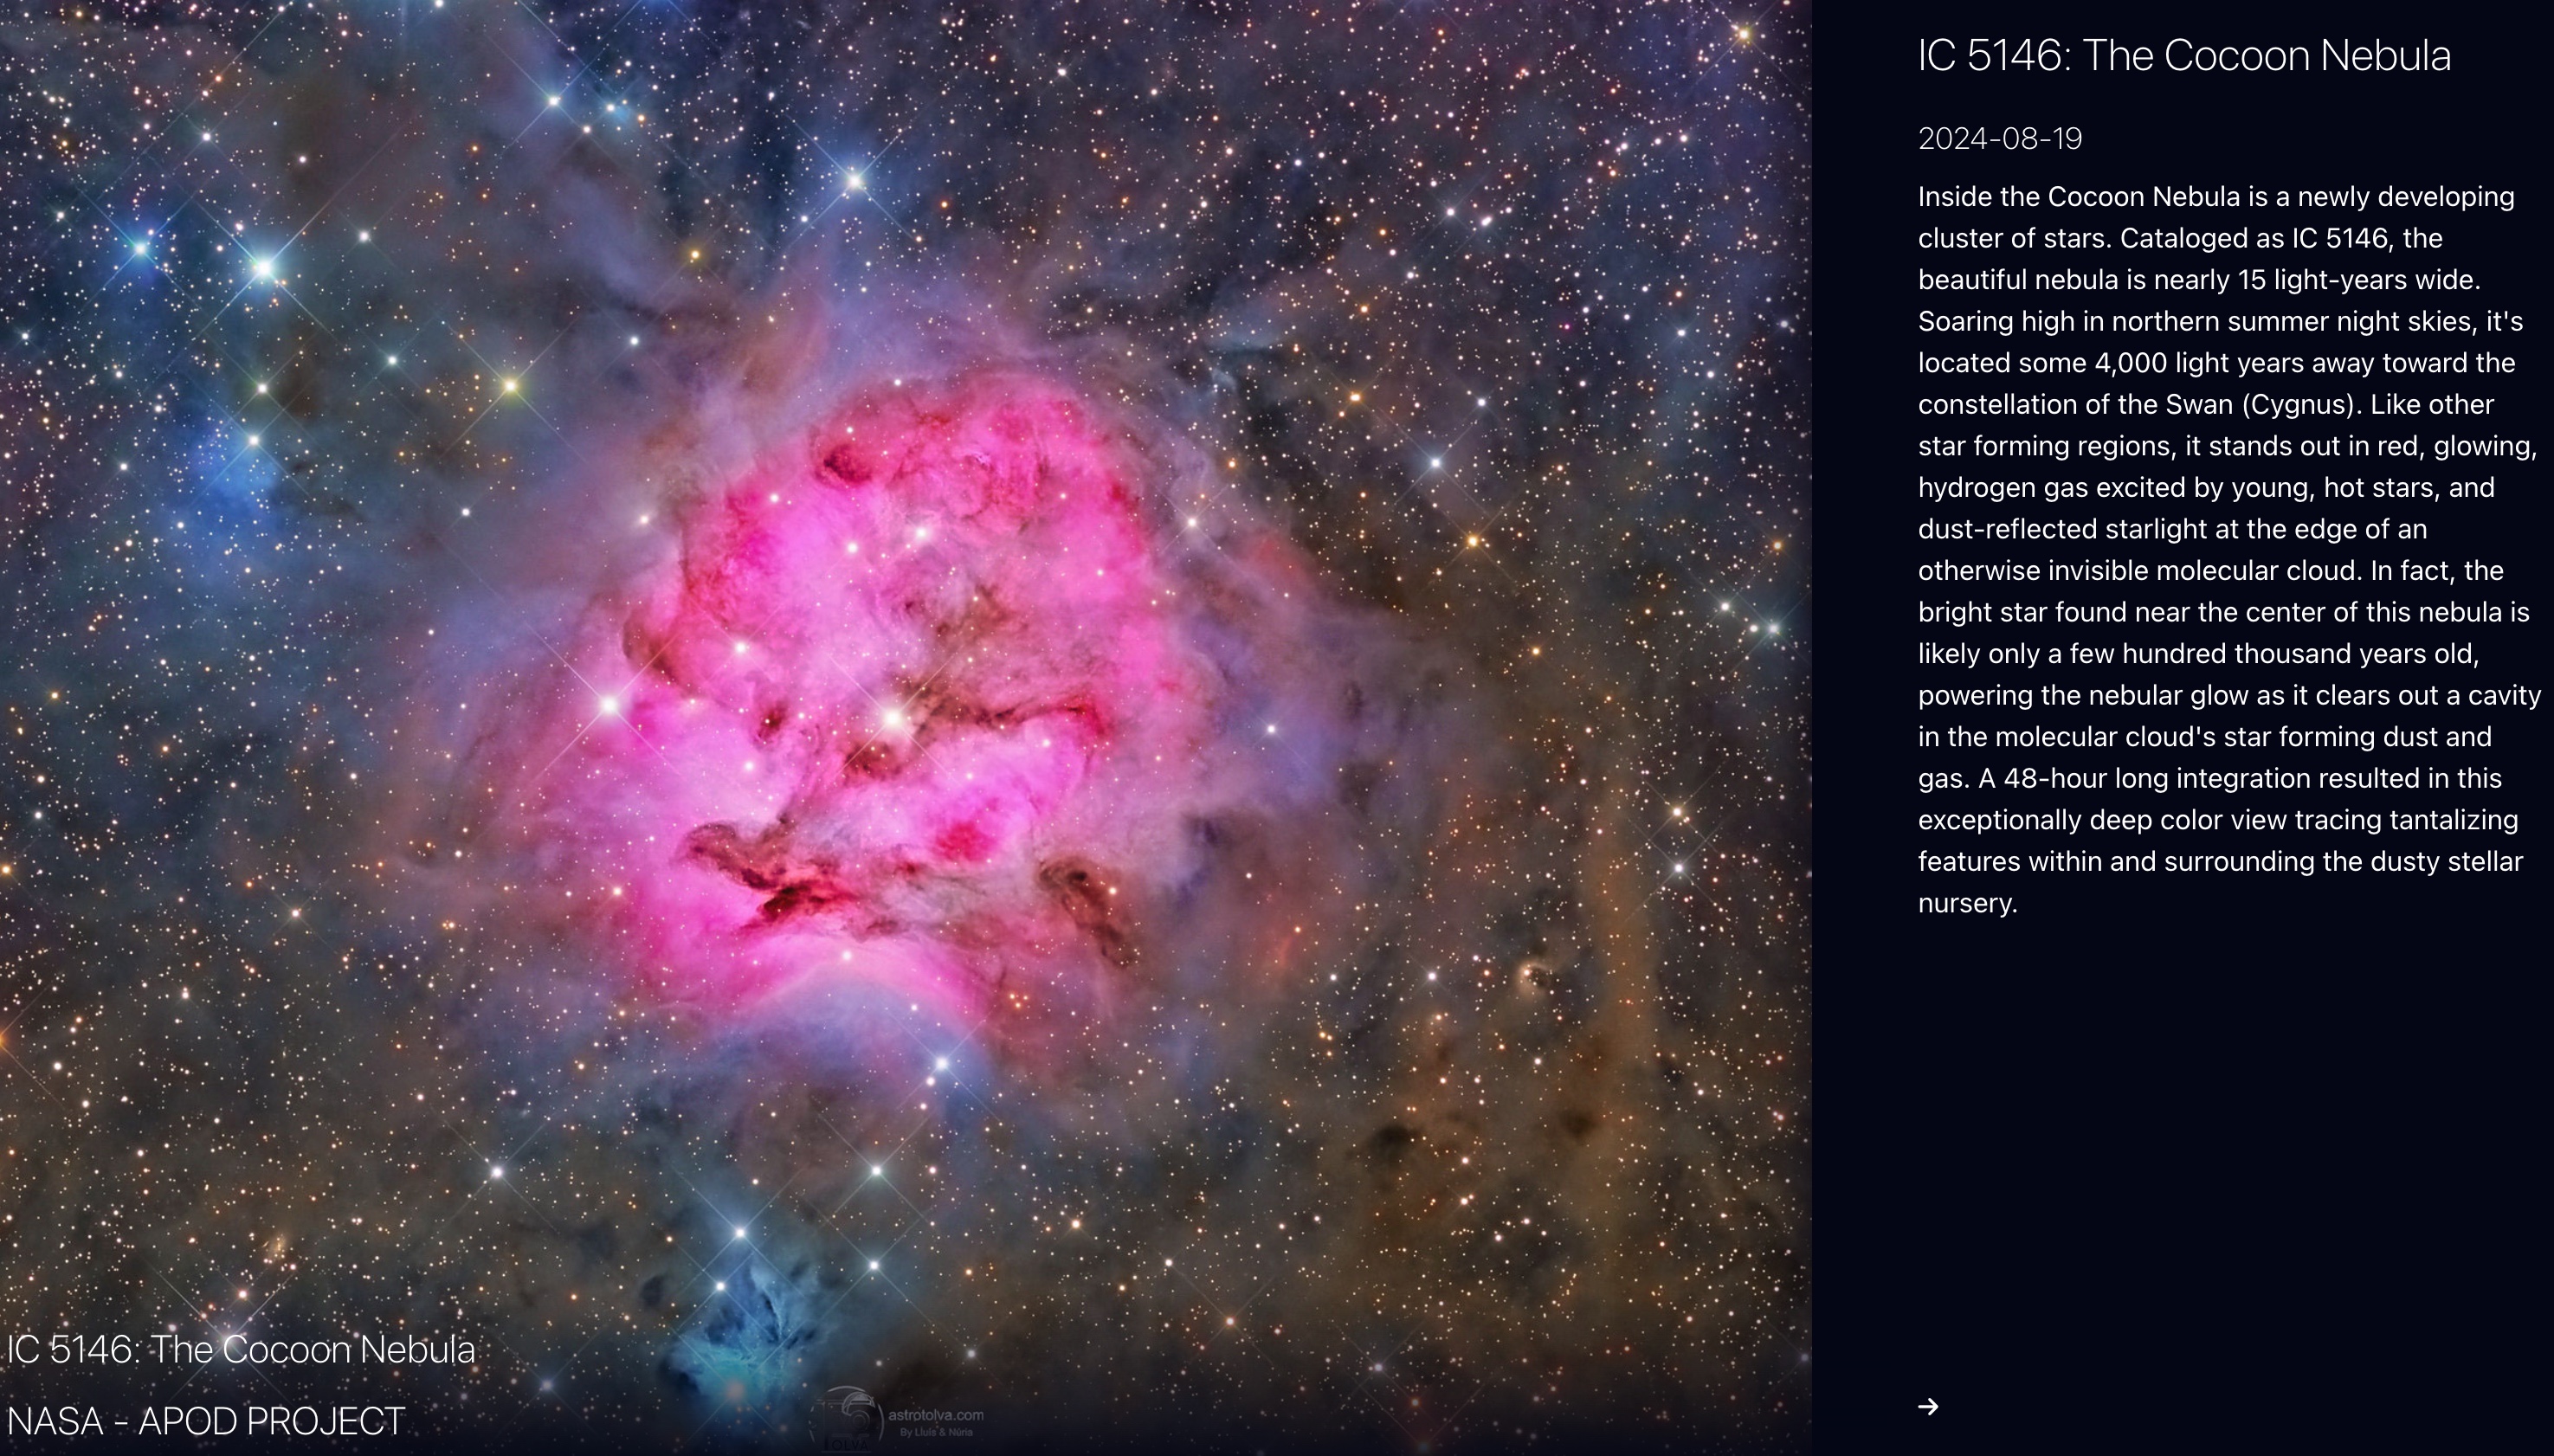 IC 5146: The Cocoon Nebula
NASA - APOD PROJECT
astrotolva.com
By Lluís & Núria
IC 5146: The Cocoon Nebula
2024-08-19
Inside the Cocoon Nebula is a newly developing
cluster of stars. Cataloged as IC 5146, the
beautiful nebula is nearly 15 light-years wide.
Soaring high in northern summer night skies, it's
located some 4,000 light years away toward the
constellation of the Swan (Cygnus). Like other
star forming regions, it stands out in red, glowing,
hydrogen gas excited by young, hot stars, and
dust-reflected starlight at the edge of an
otherwise invisible molecular cloud. In fact, the
bright star found near the center of this nebula is
likely only a few hundred thousand years old,
powering the nebular glow as it clears out a cavity
in the molecular cloud's star forming dust and
gas. A 48-hour long integration resulted in this
exceptionally deep color view tracing tantalizing
features within and surrounding the dusty stellar
nursery.